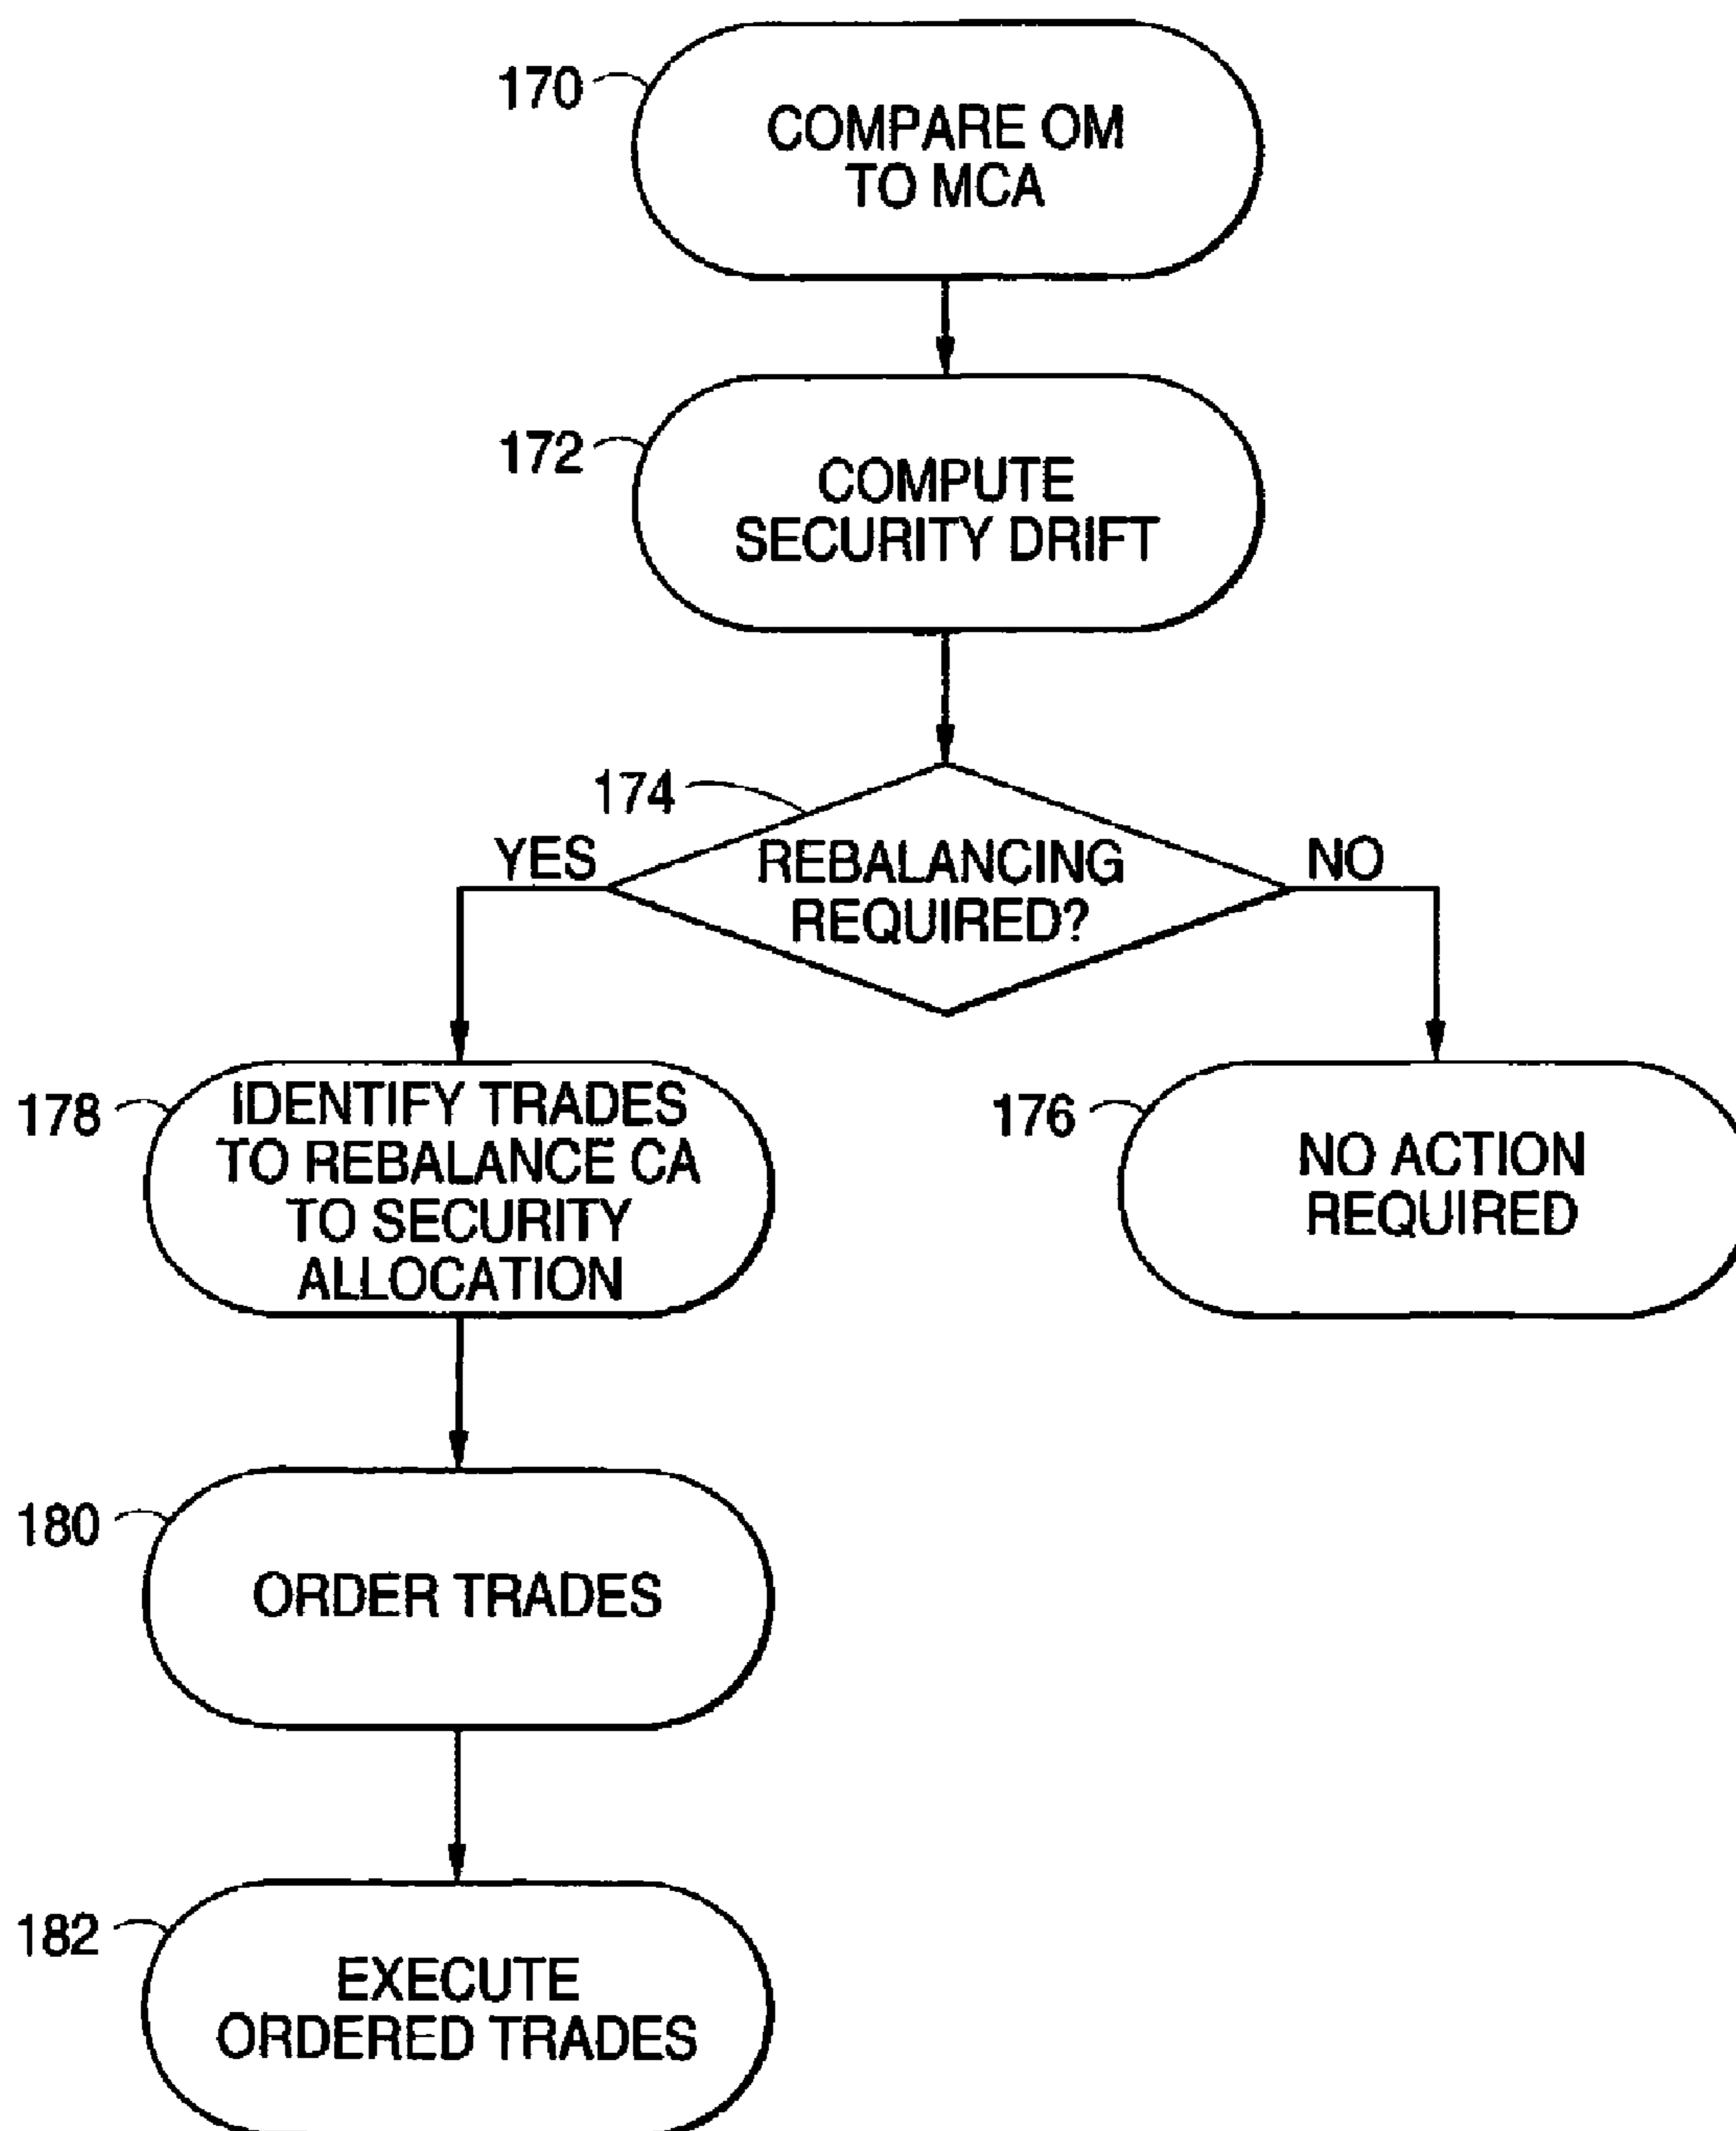 170
COMPARE OM
TO MCA
172
COMPUTE
SECURITY DRIFT
174
YES
REBALANCING
REQUIRED?
NO
178
IDENTIFY TRADES
TO REBALANCE CA
TO SECURITY
ALLOCATION
176
NO ACTION
REQUIRED
180
ORDER TRADES
182
EXECUTE
ORDERED TRADES